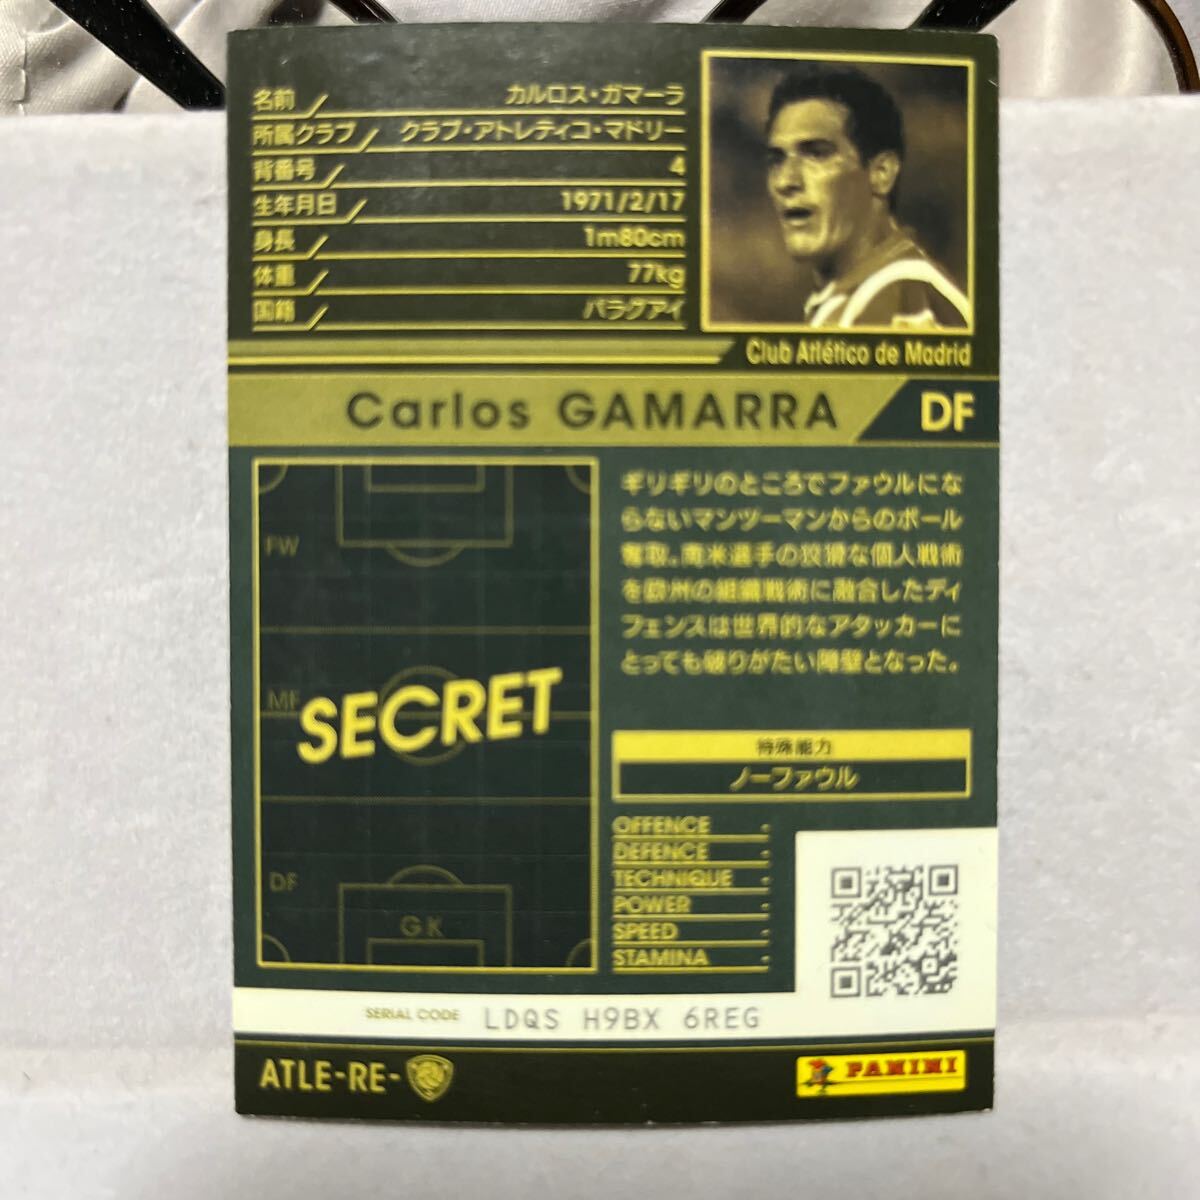 名前 カルロス・ガマーラ
所属クラブ クラブ・アトレティコ・マドリー
背番号 4
生年月日 1971/2/17
身長 1m80cm
体重 77kg
国籍 パラグアイ
Club Atlético de Madrid
Carlos GAMARRA DF
ギリギリのところでファウルにな
らないマンツーマンからのボール
奪取。南米選手の狡猾な個人戦術
を欧州の組織戦術に融合したディ
フェンスは世界的なアタッカーに
とっても破りがたい障壁となった。
FW
MF
SECRET
DF
GK
特殊能力
ノーファウル
OFFENCE -
DEFENCE -
TECHNIQUE -
POWER -
SPEED -
STAMINA -
SERIAL CODE LDQS H9BX 6REG
ATLE-RE-
PANINI